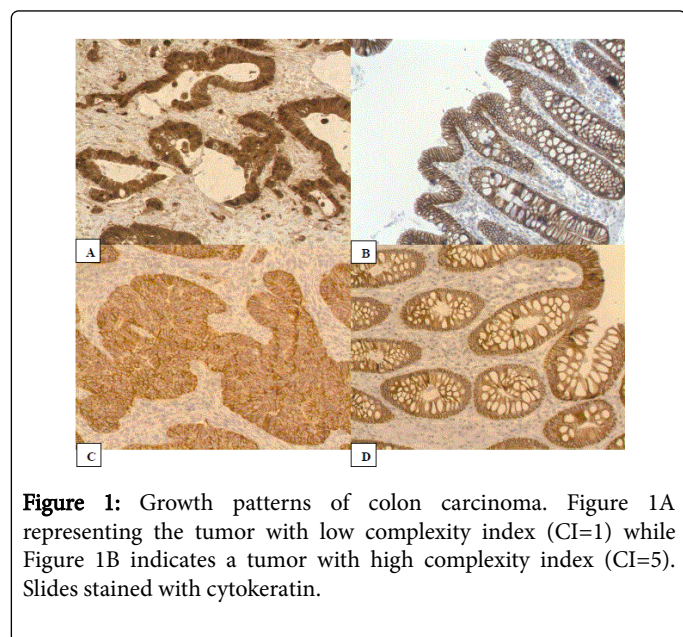 A
B
C
D
Figure 1: Growth patterns of colon carcinoma. Figure 1A
representing the tumor with low complexity index (CI=1) while
Figure 1B indicates a tumor with high complexity index (CI=5).
Slides stained with cytokeratin.